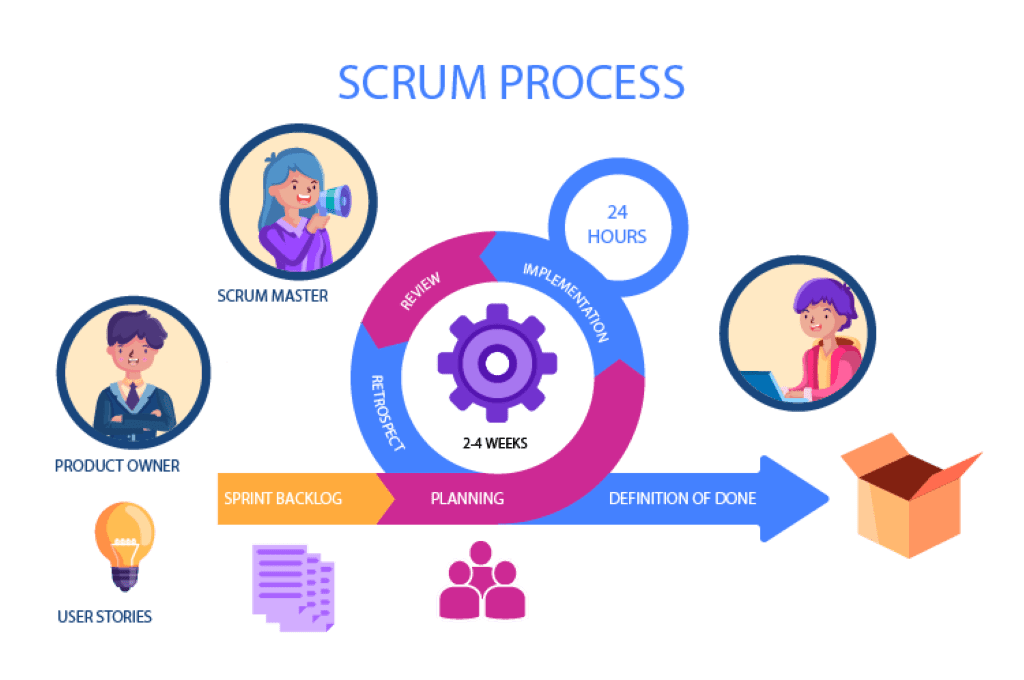 SCRUM PROCESS
24
HOURS
SCRUM MASTER
REVIEW
IMPLEMENTATION
RETROSPECT
2-4 WEEKS
PRODUCT OWNER
SPRINT BACKLOG
PLANNING
DEFINITION OF DONE
USER STORIES